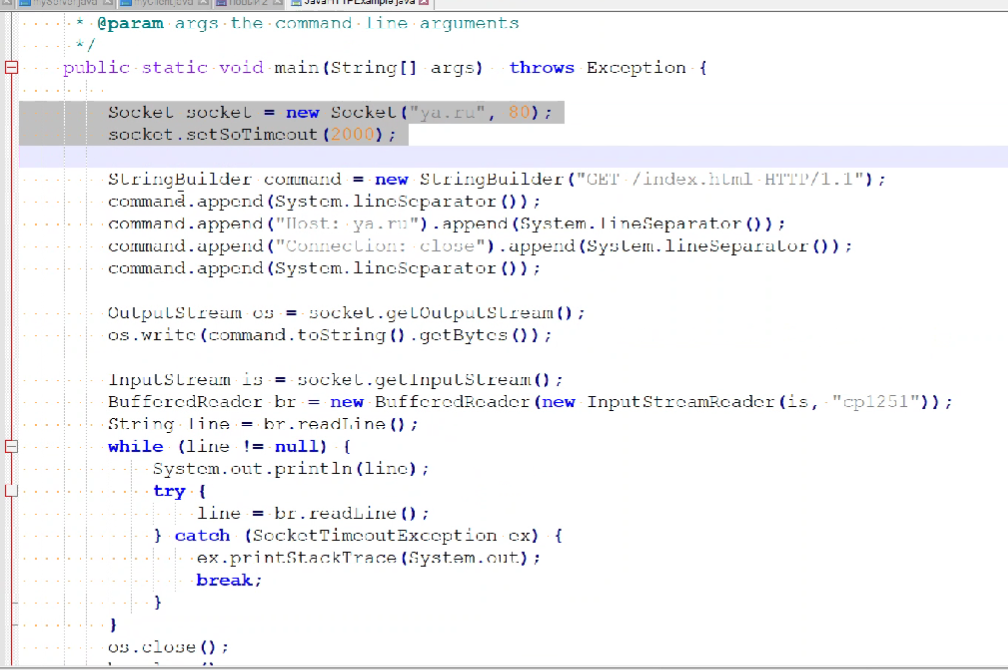 myServer.java myClient.java JavaHTTPExample.java
* @param args the command line arguments
*/
public static void main(String[] args) throws Exception {
Socket socket = new Socket("ya.ru", 80);
socket.setSoTimeout(2000);
StringBuilder command = new StringBuilder("GET /index.html HTTP/1.1");
command.append(System.lineSeparator());
command.append("Host: ya.ru").append(System.lineSeparator());
command.append("Connection: close").append(System.lineSeparator());
command.append(System.lineSeparator());
OutputStream os = socket.getOutputStream();
os.write(command.toString().getBytes());
InputStream is = socket.getInputStream();
BufferedReader br = new BufferedReader(new InputStreamReader(is, "cp1251"));
String line = br.readLine();
while (line != null) {
System.out.println(line);
try {
line = br.readLine();
} catch (SocketTimeoutException ex) {
ex.printStackTrace(System.out);
break;
}
}
os.close();